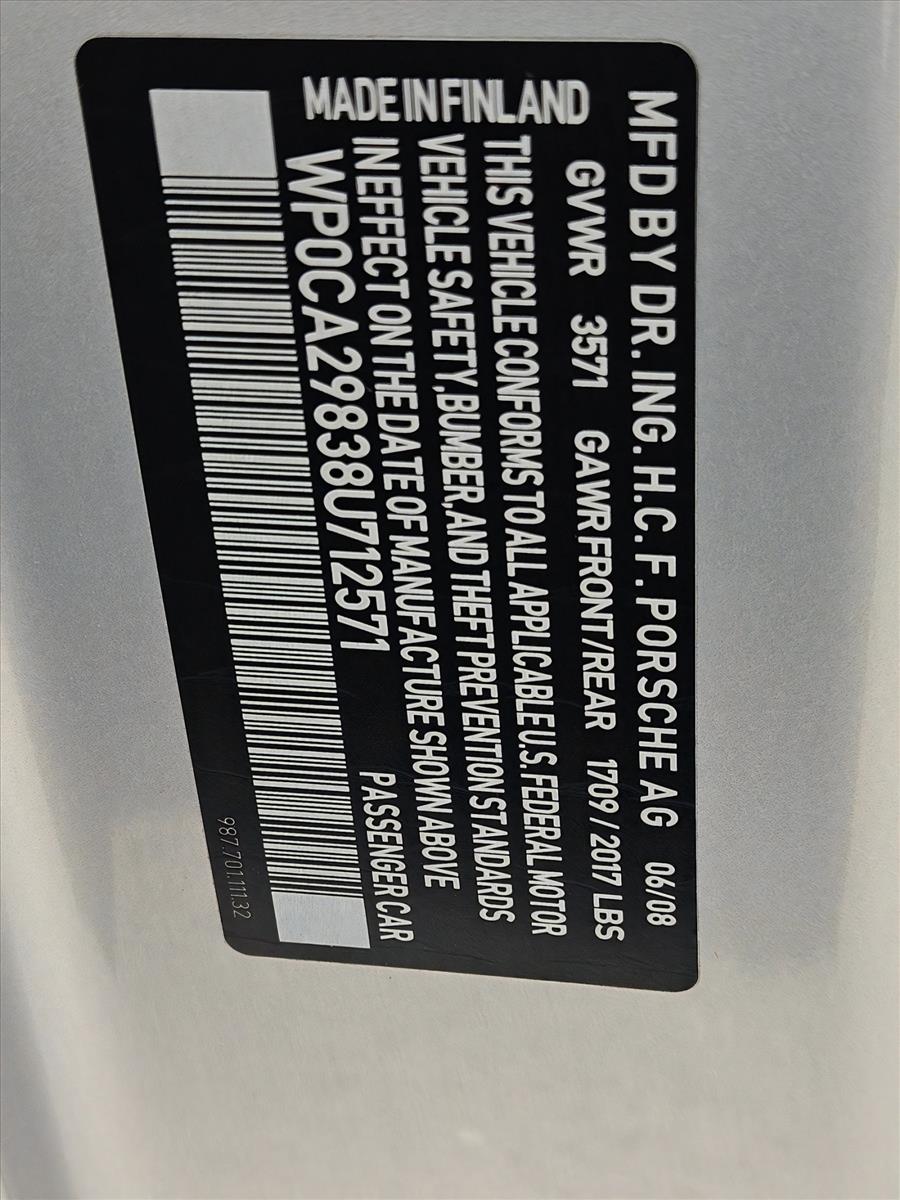 MFD BY DR. ING. H.C. F. PORSCHE AG 06/08
GVWR 3571 GAWR FRONT/REAR 1709 / 2017 LBS
MADE IN FINLAND
THIS VEHICLE CONFORMS TO ALL APPLICABLE U.S. FEDERAL MOTOR
VEHICLE SAFETY, BUMBER, AND THEFT PREVENTION STANDARDS
IN EFFECT ON THE DATE OF MANUFACTURE SHOWN ABOVE
WP0CA29838U712571 PASSENGER CAR
987.701.111.32